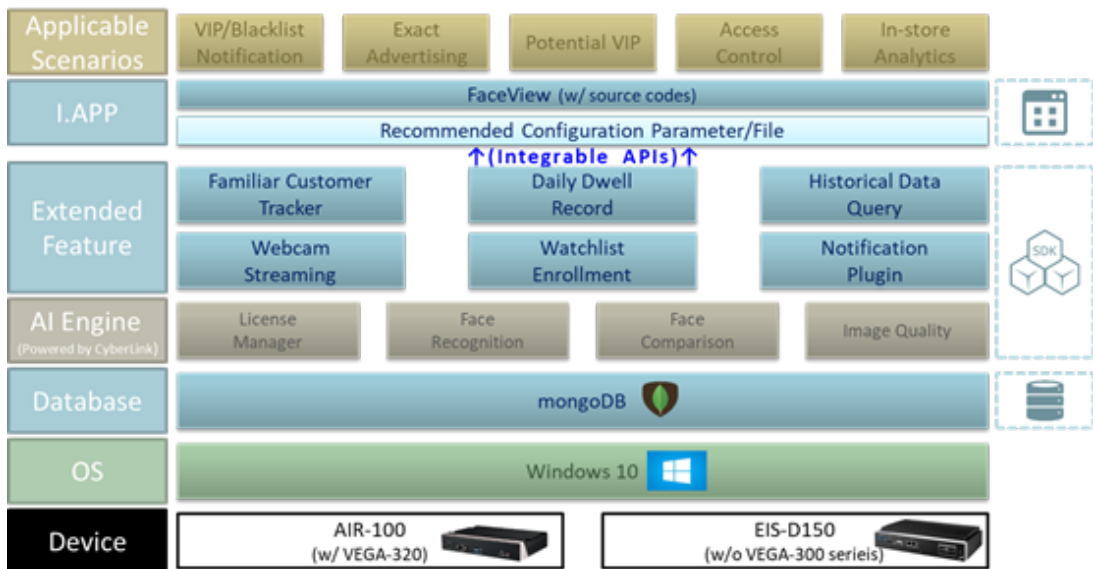 Applicable
Scenarios
VIP/Blacklist
Notification
Exact
Advertising
Potential VIP
Access
Control
In-store
Analytics
I.APP
FaceView (w/ source codes)
Recommended Configuration Parameter/File
↑(Integrable APIs)↑
Extended
Feature
Familiar Customer
Tracker
Daily Dwell
Record
Historical Data
Query
Webcam
Streaming
Watchlist
Enrollment
Notification
Plugin
SDK
AI Engine
(Powered by CyberLink)
License
Manager
Face
Recognition
Face
Comparison
Image Quality
Database
mongoDB
OS
Windows 10
Device
AIR-100
(w/ VEGA-320)
EIS-D150
(w/o VEGA-300 serieis)